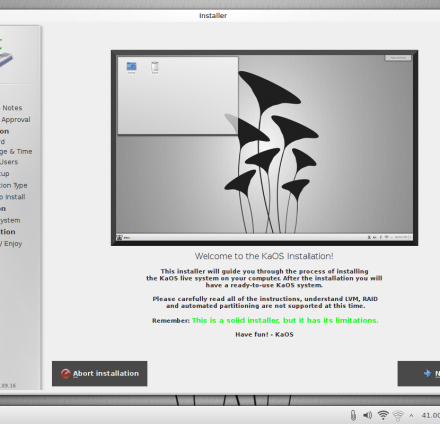 Installer
Notes
Approval
on
rd
ge & Time
Users
tup
ion Type
o Install
on
ystem
tion
y Enjoy
.09.16
Welcome to the KaOS Installation!
This installer will guide you through the process of installing
the KaOS live system on your computer. After the installation you will
have a ready-to-use KaOS system.
Please carefully read all of the instructions, understand LVM, RAID
and automated partitioning are not supported at this time.
Remember: This is a solid installer, but it has its limitations.
Have fun! - KaOS
Abort installation
N
41.00